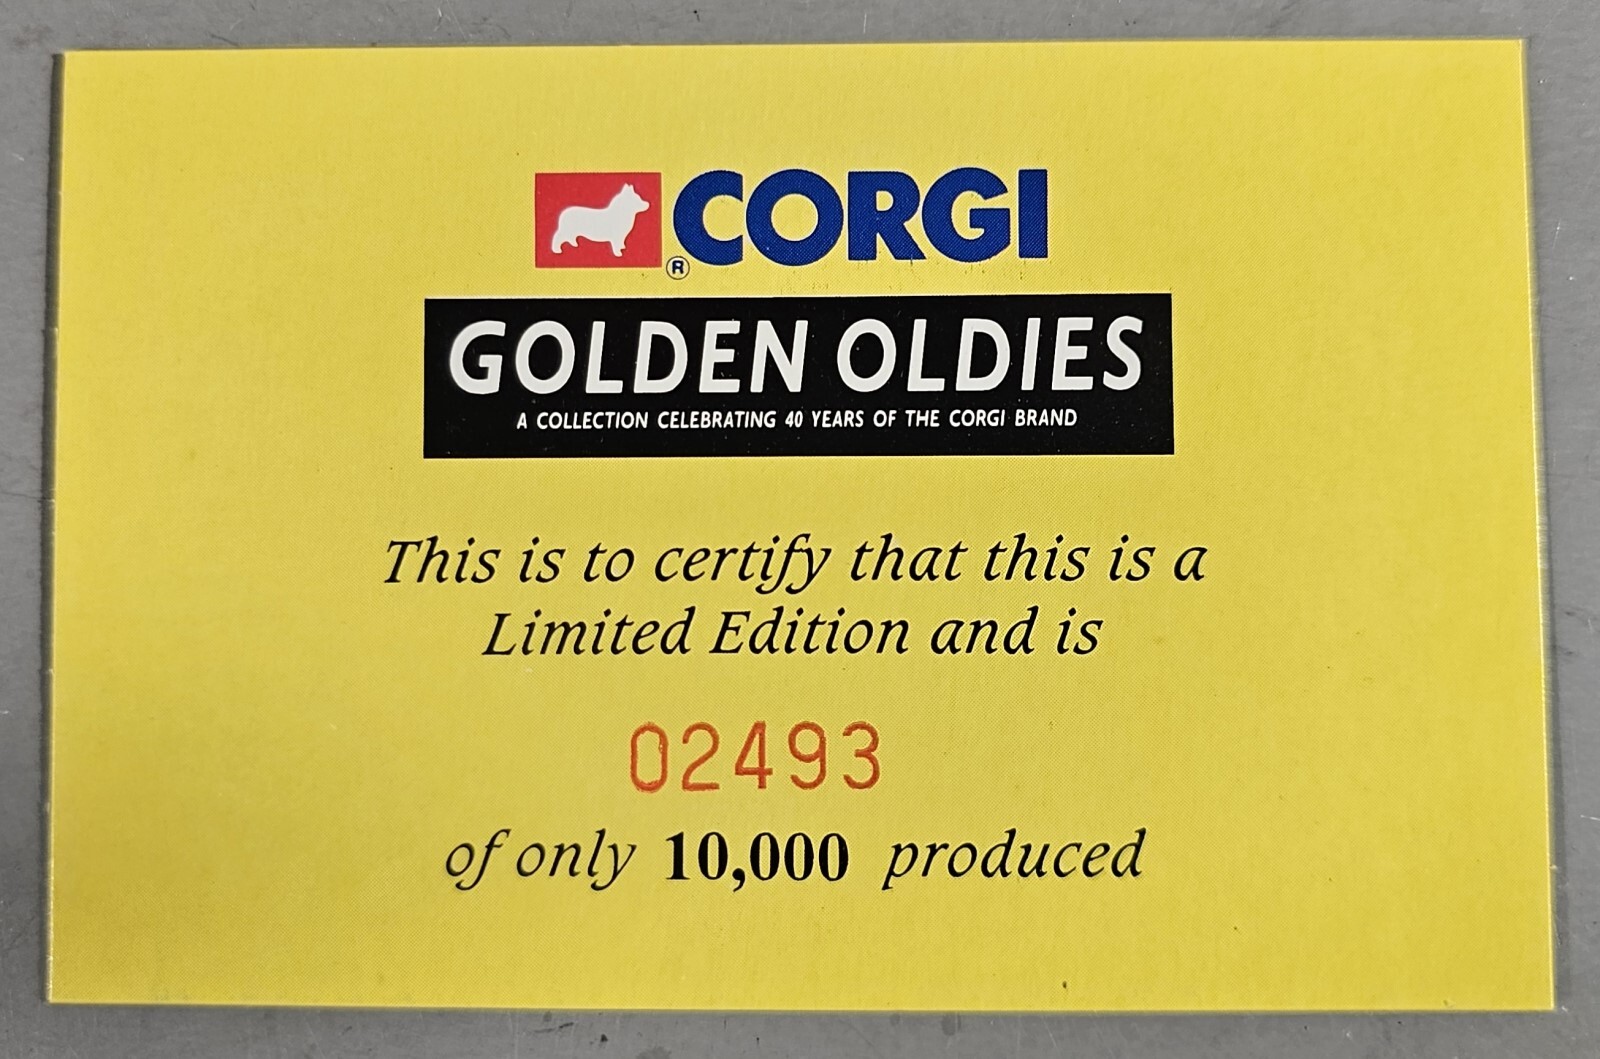 ® CORGI
GOLDEN OLDIES
A COLLECTION CELEBRATING 40 YEARS OF THE CORGI BRAND
This is to certify that this is a
Limited Edition and is
02493
of only 10,000 produced